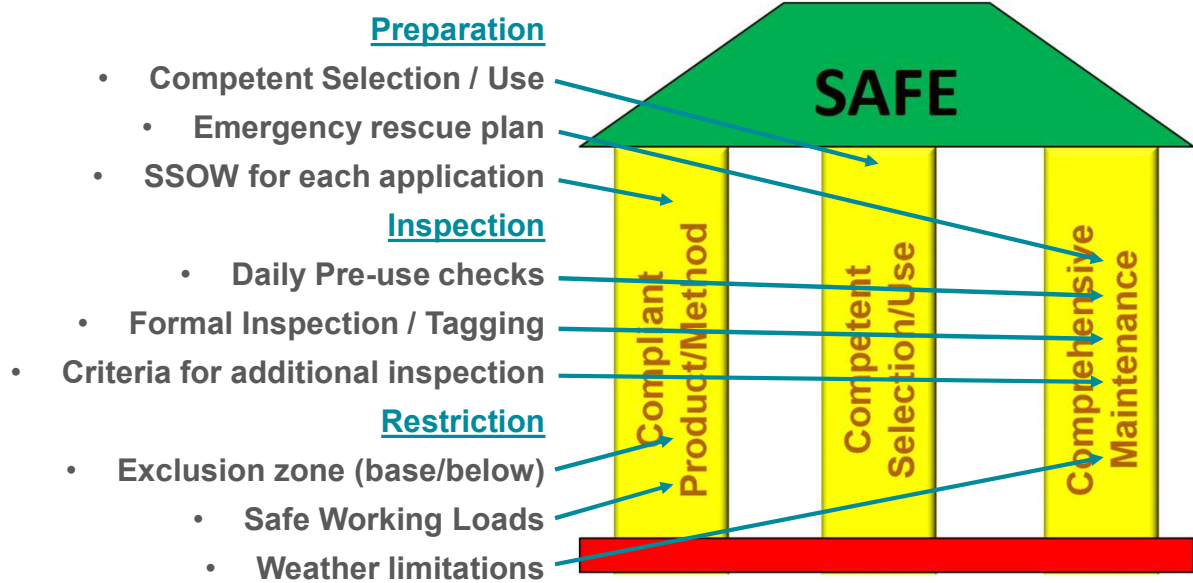 Preparation
• Competent Selection / Use
• Emergency rescue plan
• SSOW for each application
Inspection
• Daily Pre-use checks
• Formal Inspection / Tagging
• Criteria for additional inspection
Restriction
• Exclusion zone (base/below)
• Safe Working Loads
• Weather limitations
SAFE
Compliant
Product/Method
Competent
Selection/Use
Comprehensive
Maintenance